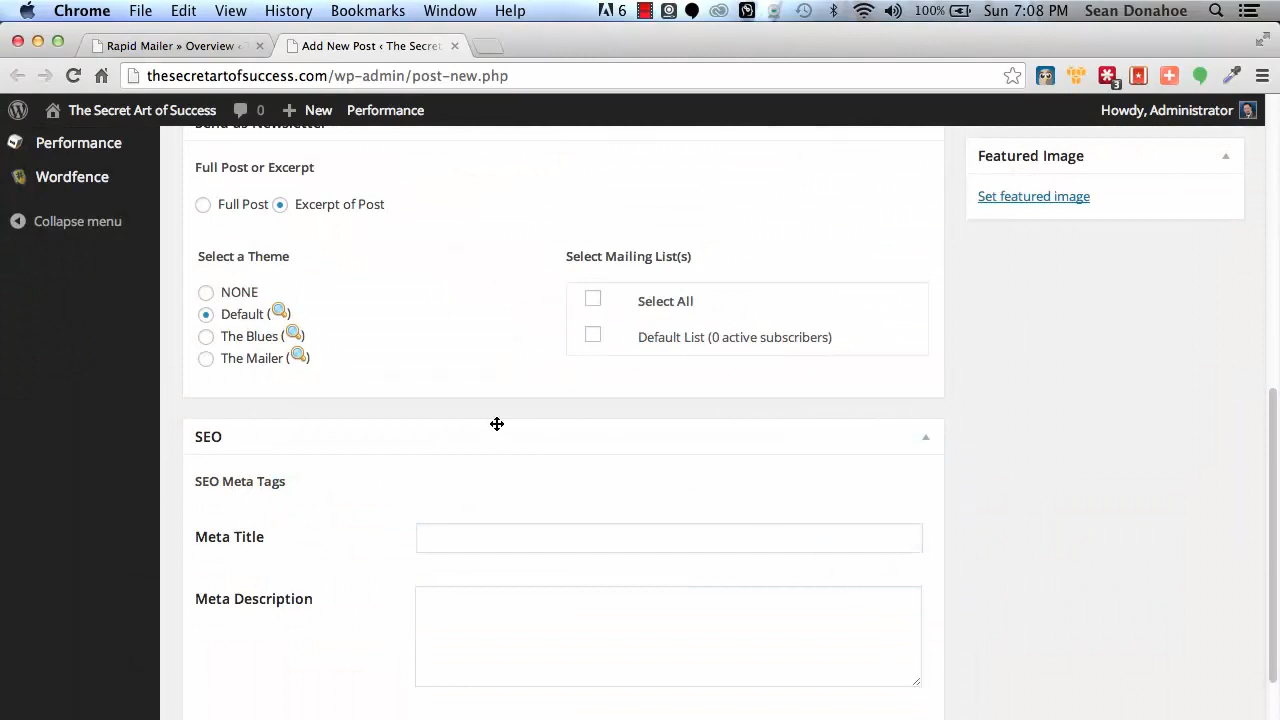 Chrome File Edit View History Bookmarks Window Help 6 100% Sun 7:08 PM Sean Donahoe
Rapid Mailer » Overview ‹ Add New Post ‹ The Secret
thesecretartofsuccess.com/wp-admin/post-new.php 3
The Secret Art of Success 0 New Performance Howdy, Administrator
Send as Newsletter
Performance
Wordfence
Collapse menu
Full Post or Excerpt
Full Post Excerpt of Post
Select a Theme
NONE
Default ( )
The Blues ( )
The Mailer ( )
Select Mailing List(s)
Select All
Default List (0 active subscribers)
Featured Image
Set featured image
SEO
SEO Meta Tags
Meta Title
Meta Description